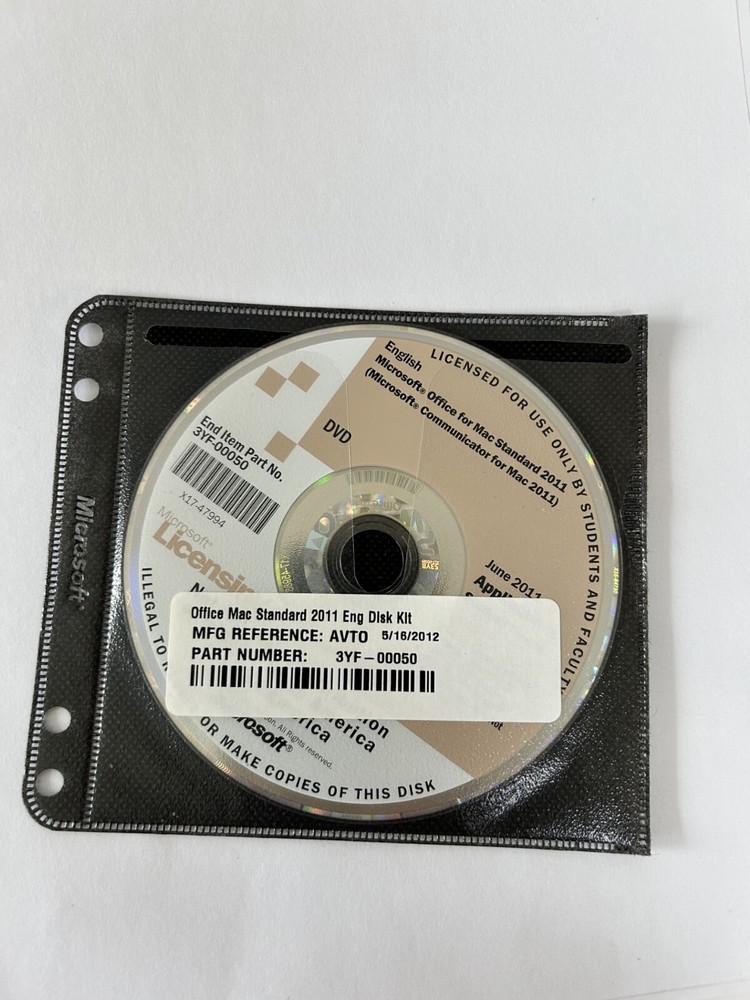 English
Microsoft® Office for Mac Standard 2011
(Microsoft® Communicator for Mac 2011)
LICENSED FOR USE ONLY BY STUDENTS AND FACULTY
DVD
End Item Part No.
3YF-00050
X17-47994
Microsoft®
June 2011
Microsoft
ILLEGAL TO
Office Mac Standard 2011 Eng Disk Kit
MFG REFERENCE: AVTO 5/16/2012
PART NUMBER: 3YF-00050
All Rights reserved.
OR MAKE COPIES OF THIS DISK